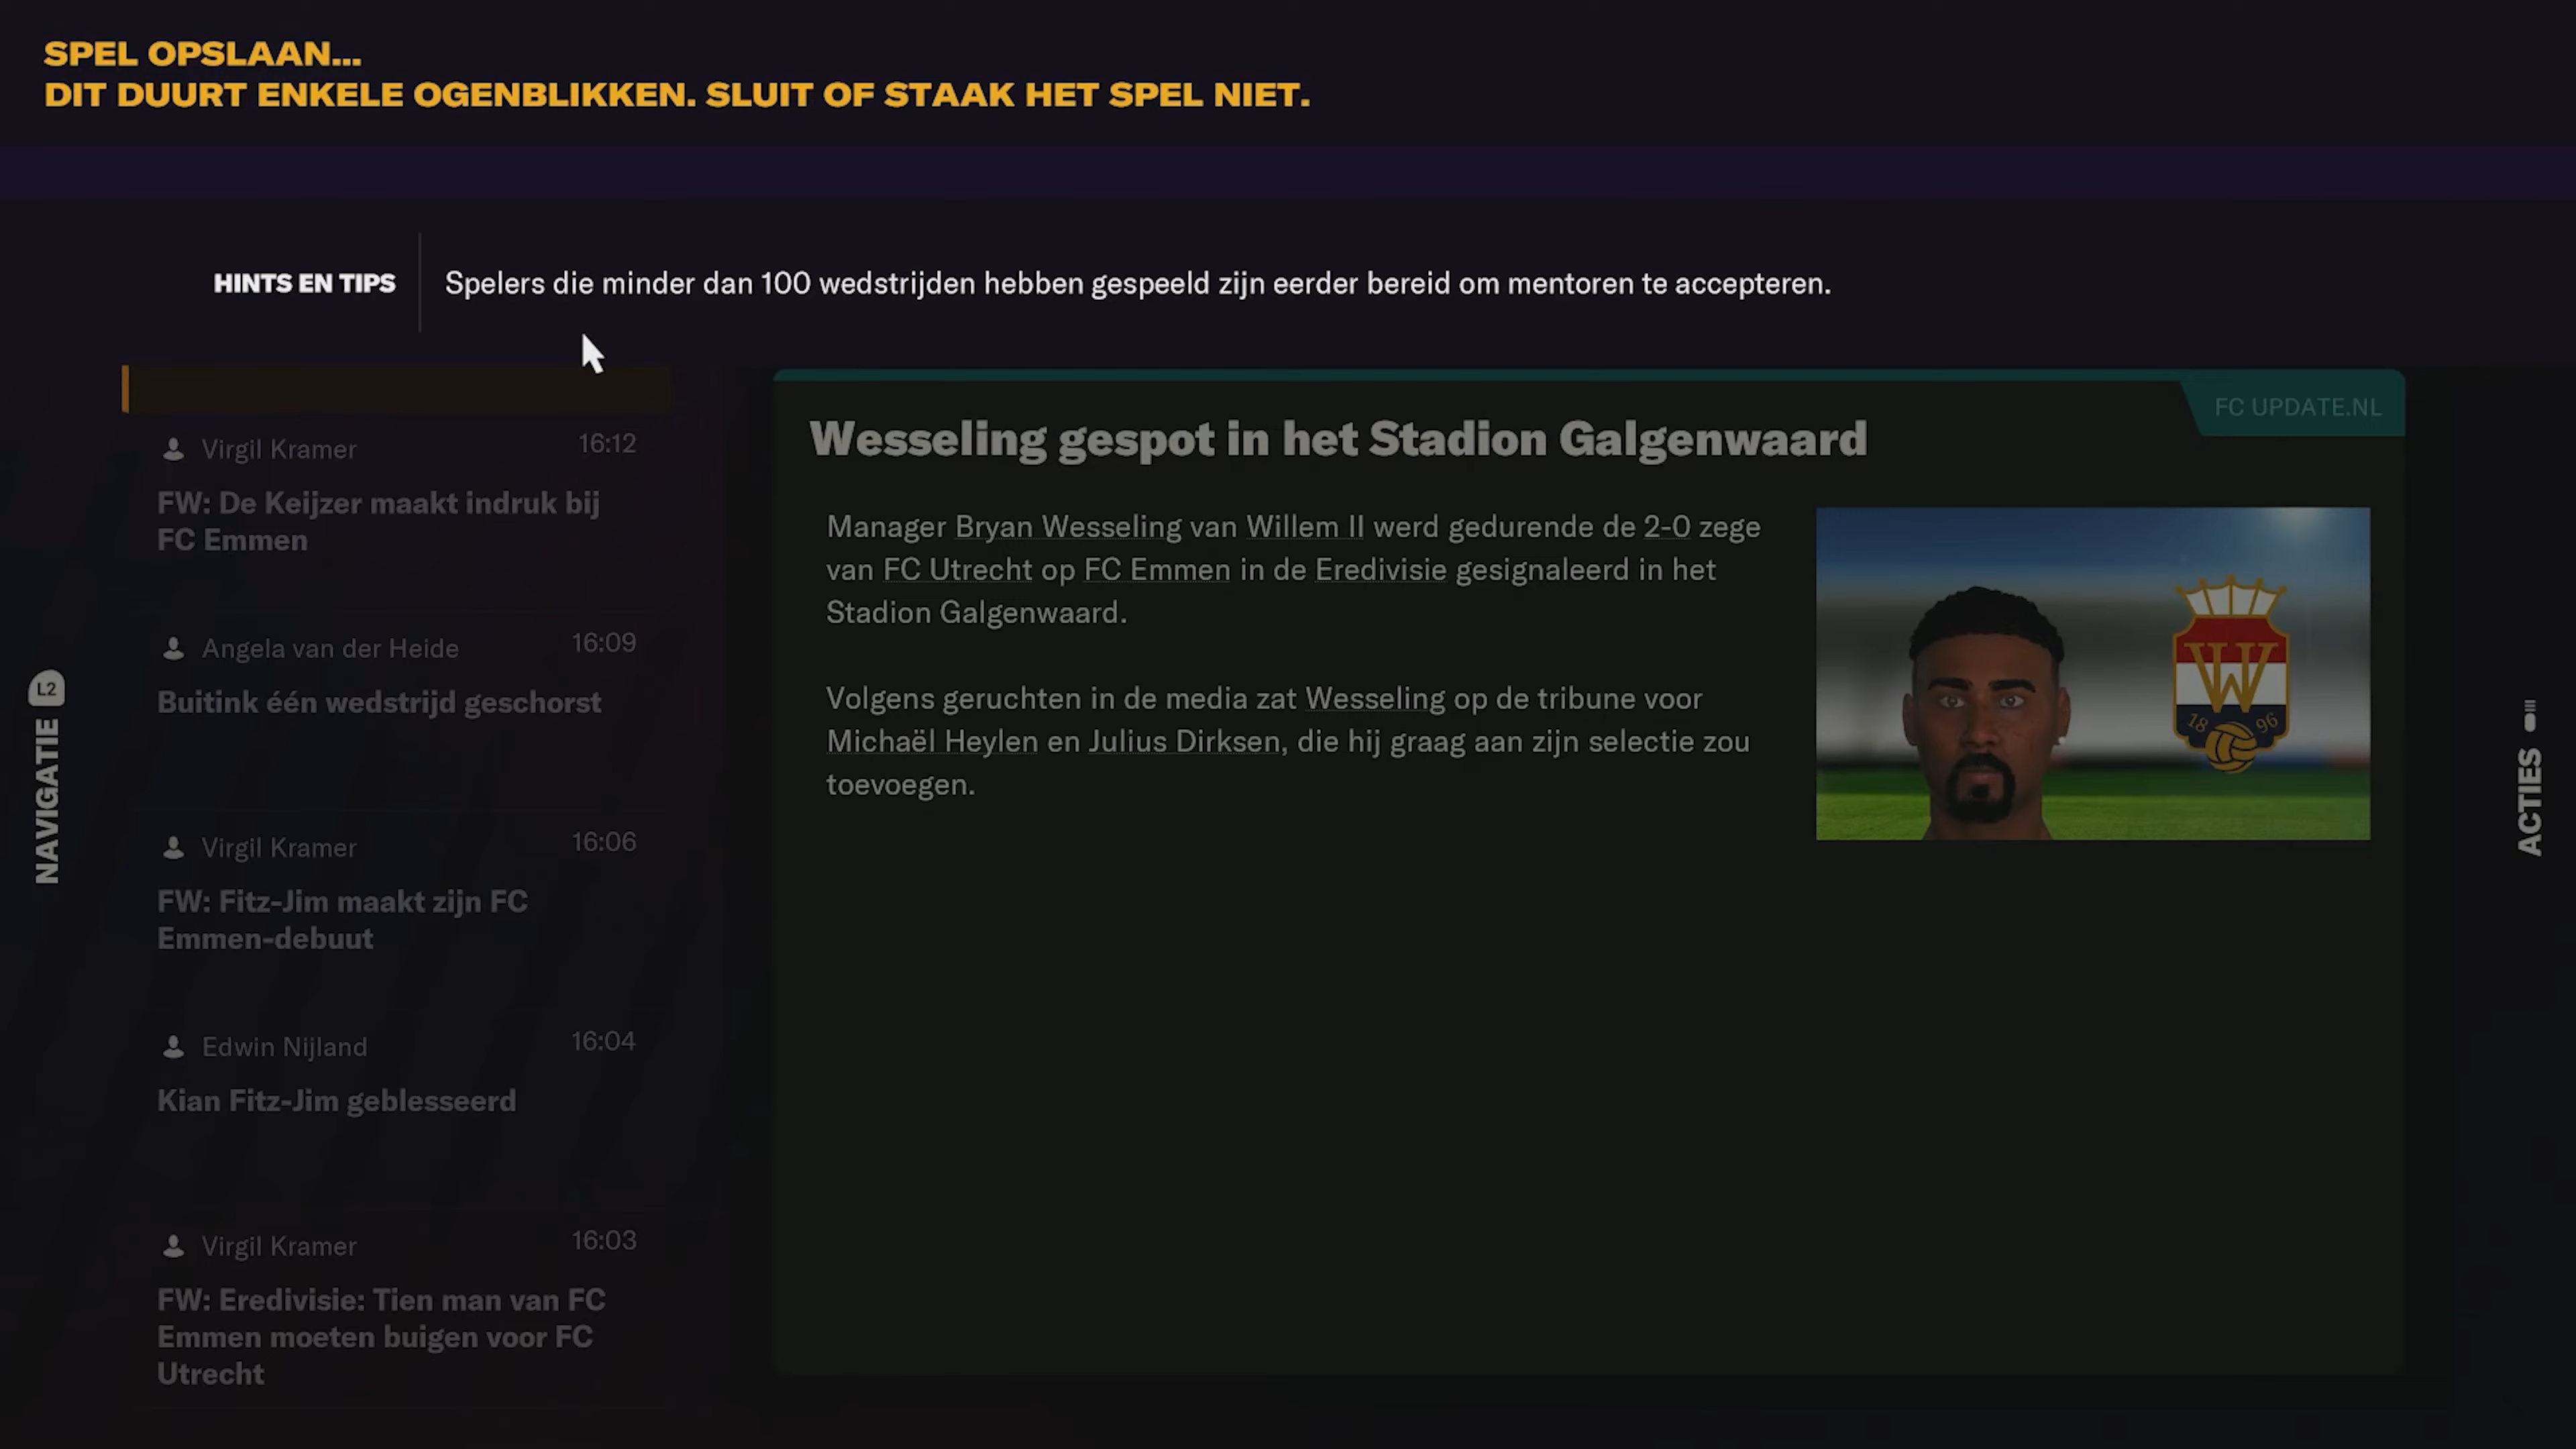 SPEL OPSLAAN...
DIT DUURT ENKELE OGENBLIKKEN. SLUIT OF STAAK HET SPEL NIET.
HINTS EN TIPS
Spelers die minder dan 100 wedstrijden hebben gespeeld zijn eerder bereid om mentoren te accepteren.
L2
NAVIGATIE
Virgil Kramer
16:12
FW: De Keijzer maakt indruk bij
FC Emmen
Angela van der Heide
16:09
Buitink één wedstrijd geschorst
Virgil Kramer
16:06
FW: Fitz-Jim maakt zijn FC
Emmen-debuut
Edwin Nijland
16:04
Kian Fitz-Jim geblesseerd
Virgil Kramer
16:03
FW: Eredivisie: Tien man van FC
Emmen moeten buigen voor FC
Utrecht
FC UPDATE.NL
Wesseling gespot in het Stadion Galgenwaard
Manager Bryan Wesseling van Willem II werd gedurende de 2-0 zege
van FC Utrecht op FC Emmen in de Eredivisie gesignaleerd in het
Stadion Galgenwaard.
Volgens geruchten in de media zat Wesseling op de tribune voor
Michaël Heylen en Julius Dirksen, die hij graag aan zijn selectie zou
toevoegen.
W
18 96
ACTIES